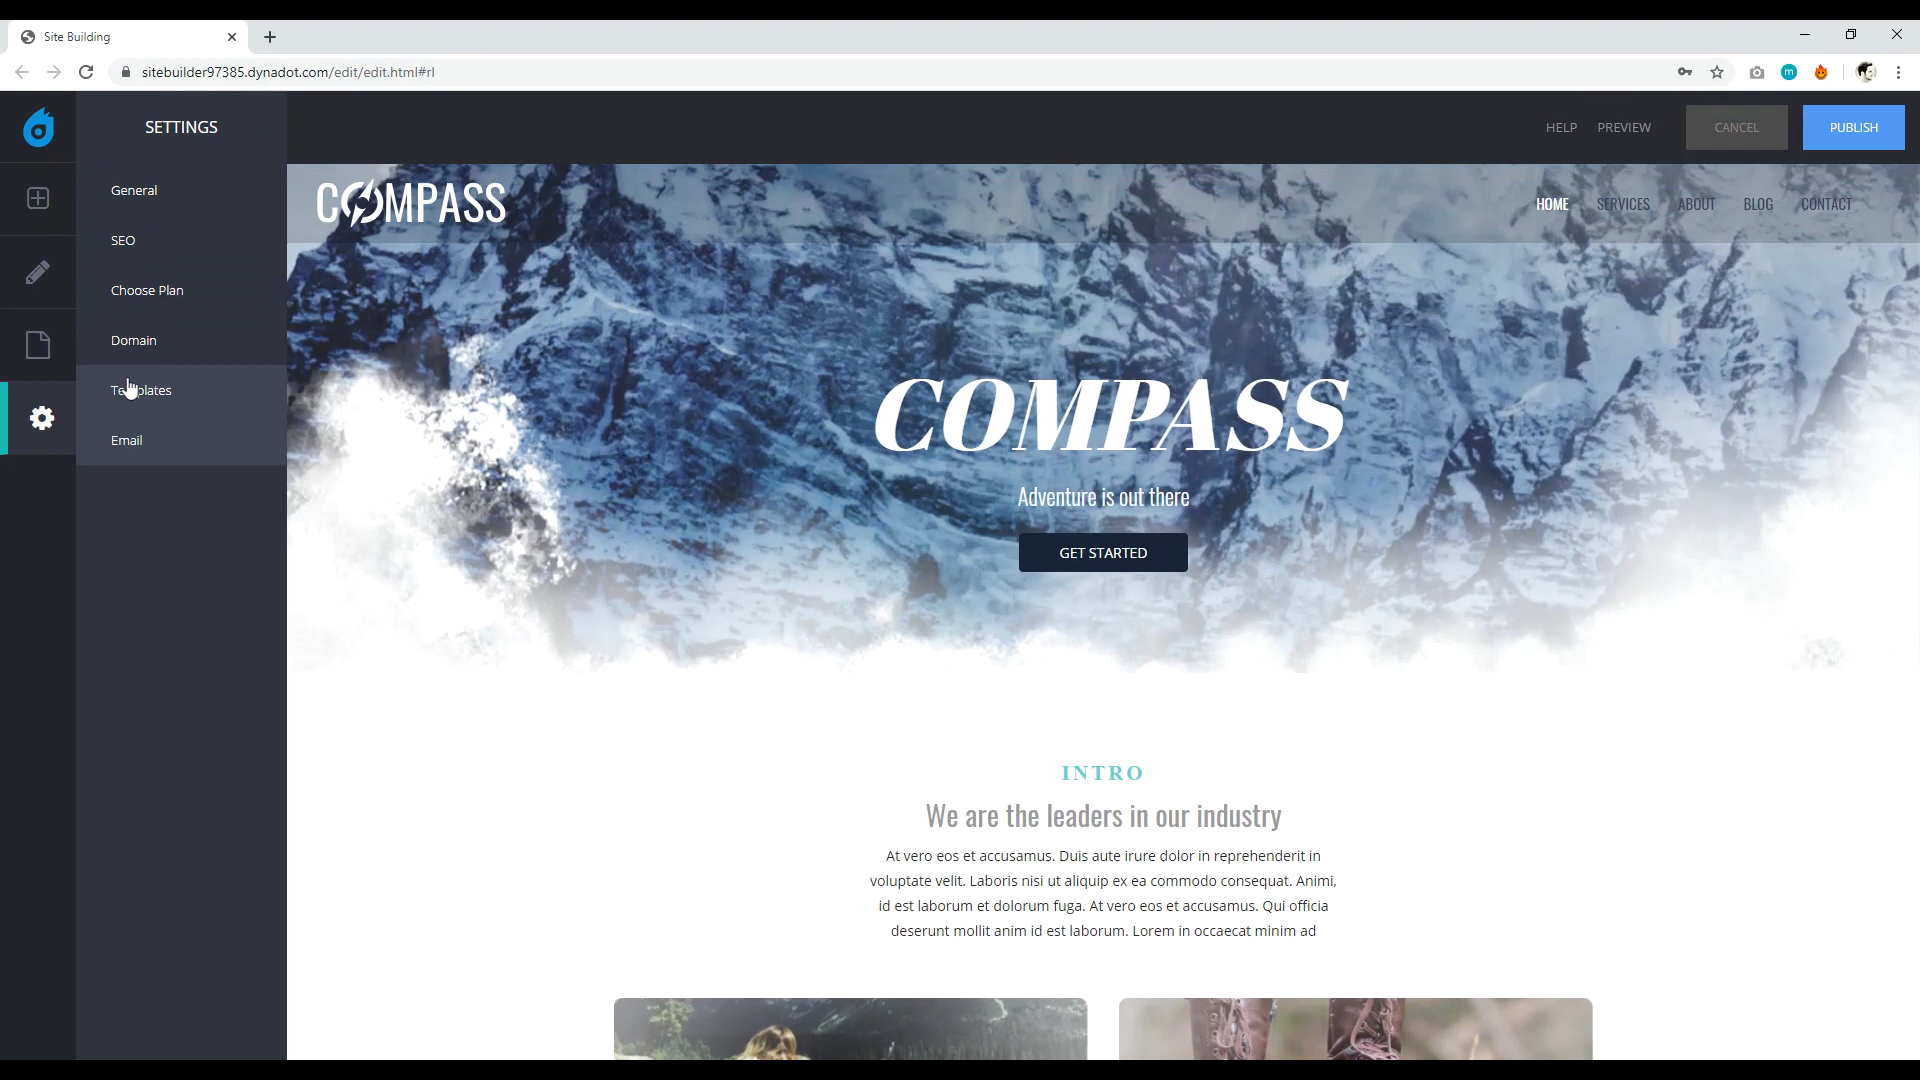 Site Building
sitebuilder97385.dynadot.com/edit/edit.html#rl
m
SETTINGS
HELP PREVIEW CANCEL PUBLISH
General
SEO
Choose Plan
Domain
Templates
Email
COMPASS
HOME SERVICES ABOUT BLOG CONTACT
COMPASS
Adventure is out there
GET STARTED
INTRO
We are the leaders in our industry
At vero eos et accusamus. Duis aute irure dolor in reprehenderit in
voluptate velit. Laboris nisi ut aliquip ex ea commodo consequat. Animi,
id est laborum et dolorum fuga. At vero eos et accusamus. Qui officia
deserunt mollit anim id est laborum. Lorem in occaecat minim ad